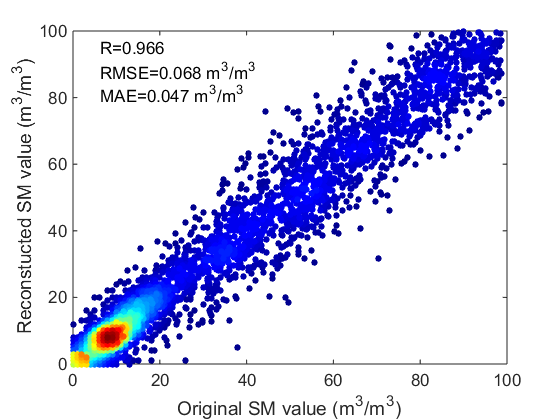 R=0.966
RMSE=0.068 m³/m³
MAE=0.047 m³/m³
100
80
60
40
20
0
Reconstucted SM value (m³/m³)
0 20 40 60 80 100
Original SM value (m³/m³)